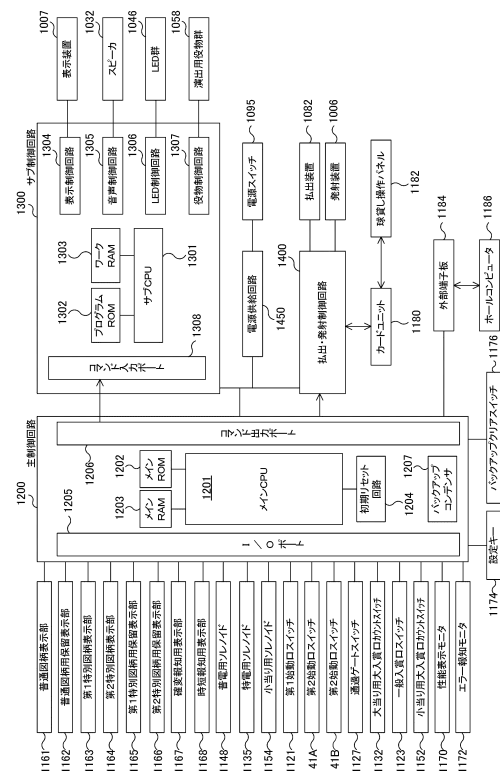 1161 普通図柄表示部
1162 普通図柄用保留表示部
1163 第1特別図柄表示部
1164 第2特別図柄表示部
1165 第1特別図柄用保留表示部
1166 第2特別図柄用保留表示部
1167 確変報知用表示部
1168 時短報知用表示部
1148 普電用ソレノイド
1135 特電用ソレノイド
1154 小当り用ソレノイド
1121 第1始動口スイッチ
41A 第2始動口スイッチ
41B 第2始動口スイッチ
1127 通過ゲートスイッチ
1132 大当り用大入賞口カウントスイッチ
1123 一般入賞口スイッチ
1152 小当り用大入賞口カウントスイッチ
1170 性能表示モニタ
1172 エラー報知モニタ
1200 主制御回路
1205 I/Oポート
1206 コマンド出力ポート
1203 メインRAM
1202 メインROM
1201 メインCPU
1204 初期リセット回路
1207 バックアップコンデンサ
1174 設定キー
1176 バックアップクリアスイッチ
1300 サブ制御回路
1308 コマンド入力ポート
1302 プログラムROM
1303 ワークRAM
1301 サブCPU
1304 表示制御回路
1305 音声制御回路
1306 LED制御回路
1307 役物制御回路
1007 表示装置
1032 スピーカ
1046 LED群
1058 演出用役物群
1450 電源供給回路
1095 電源スイッチ
1400 払出・発射制御回路
1082 払出装置
1006 発射装置
1180 カードユニット
1182 球貸し操作パネル
1184 外部端子板
1186 ホールコンピュータ